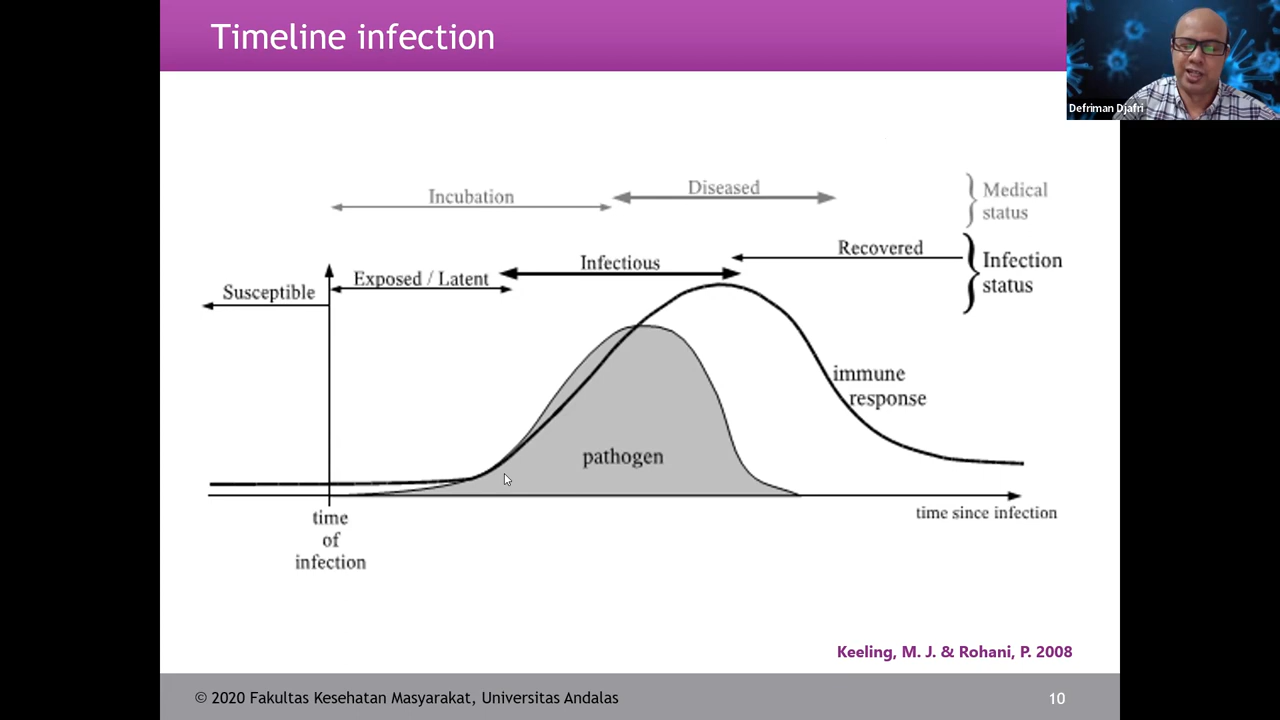 Timeline infection
Defriman Djafri
Incubation
Diseased
Medical
status
Susceptible
Exposed / Latent
Infectious
Recovered
Infection
status
immune
response
pathogen
time
of
infection
time since infection
Keeling, M. J. & Rohani, P. 2008
© 2020 Fakultas Kesehatan Masyarakat, Universitas Andalas
10